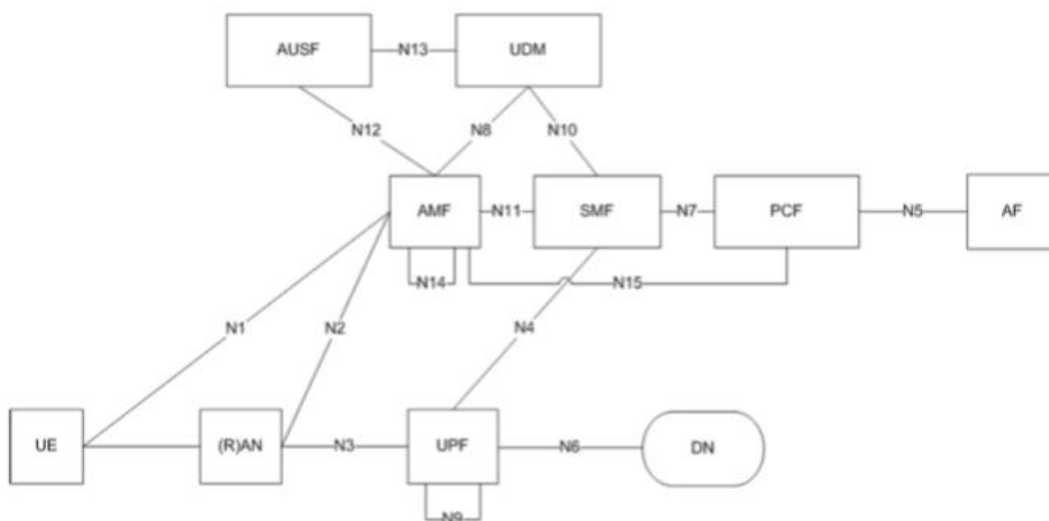 AUSF
N13
UDM
N12
N8
N10
AMF
N11
SMF
N7
PCF
N5
AF
N14
N15
N1
N2
N4
UE
(R)AN
N3
UPF
N6
DN
N9